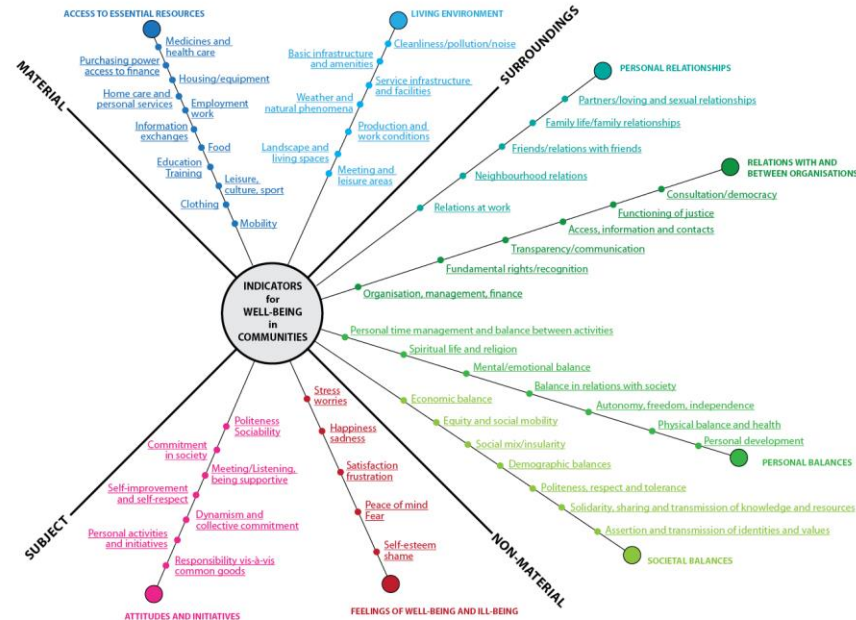 ACCESS TO ESSENTIAL RESOURCES
Medicines and
health care
Purchasing power
access to finance
Housing/equipment
Home care and
personal services
Employment
work
Information
exchanges
Food
Education
Training
Leisure,
culture, sport
Clothing
Mobility
LIVING ENVIRONMENT
Cleanliness/pollution/noise
Basic infrastructure
and amenities
Service infrastructure
and facilities
Weather and
natural phenomena
Production and
work conditions
Landscape and
living spaces
Meeting and
leisure areas
MATERIAL
SURROUNDINGS
PERSONAL RELATIONSHIPS
Partners/loving and sexual relationships
Family life/family relationships
Friends/relations with friends
Neighbourhood relations
Relations at work
RELATIONS WITH AND
BETWEEN ORGANISATIONS
Consultation/democracy
Functioning of justice
Access, information and contacts
Transparency/communication
Fundamental rights/recognition
Organisation, management, finance
INDICATORS
for
WELL-BEING
in
COMMUNITIES
Personal time management and balance between activities
Spiritual life and religion
Mental/emotional balance
Balance in relations with society
Autonomy, freedom, independence
Physical balance and health
Personal development
PERSONAL BALANCES
Economic balance
Equity and social mobility
Social mix/insularity
Demographic balances
Politeness, respect and tolerance
Solidarity, sharing and transmission of knowledge and resources
Assertion and transmission of identities and values
SOCIETAL BALANCES
NON-MATERIAL
Stress
worries
Happiness
sadness
Satisfaction
frustration
Peace of mind
Fear
Self-esteem
shame
FEELINGS OF WELL-BEING AND ILL-BEING
Politeness
Sociability
Commitment
in society
Meeting/Listening,
being supportive
Self-improvement
and self-respect
Dynamism and
collective commitment
Personal activities
and initiatives
Responsibility vis-à-vis
common goods
ATTITUDES AND INITIATIVES
SUBJECT